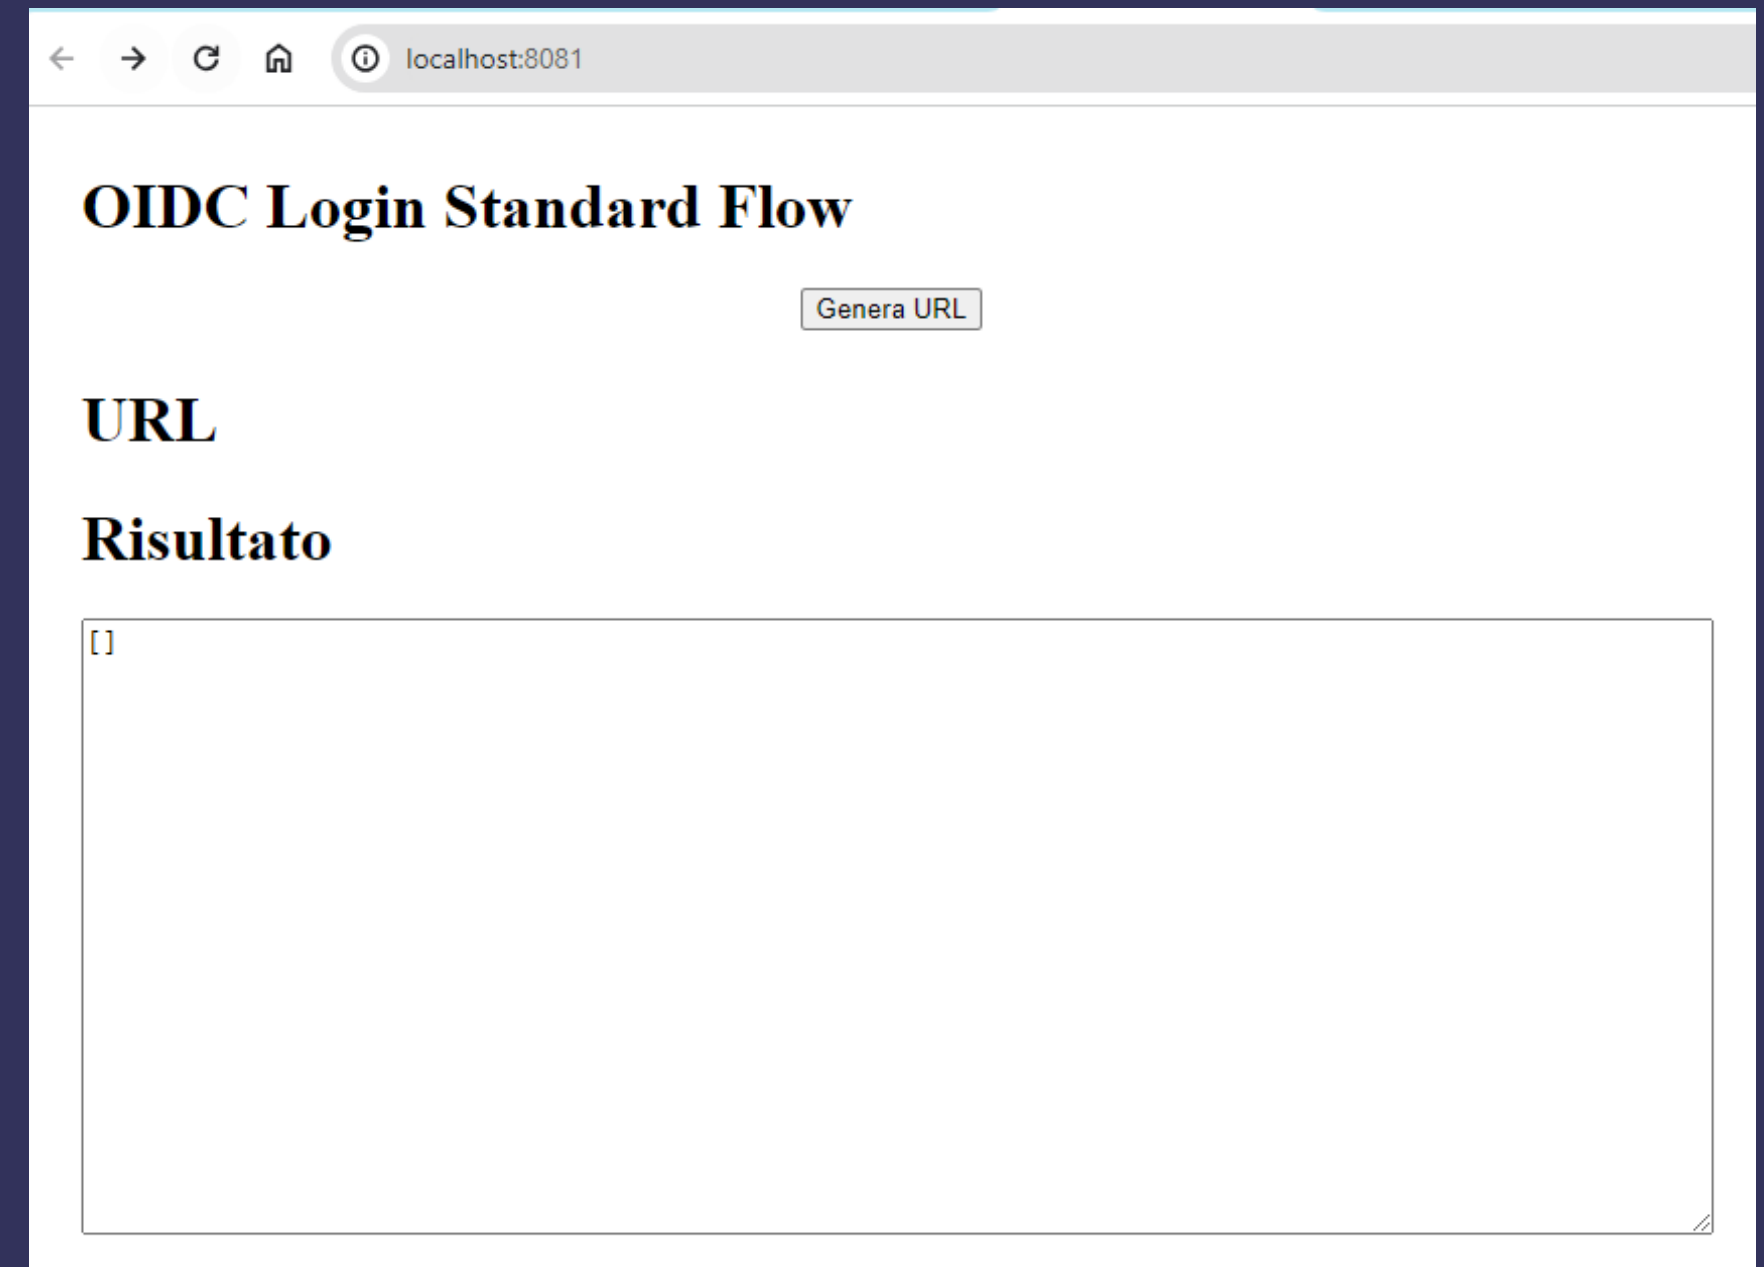 localhost:8081
OIDC Login Standard Flow
Genera URL
URL
Risultato
[]